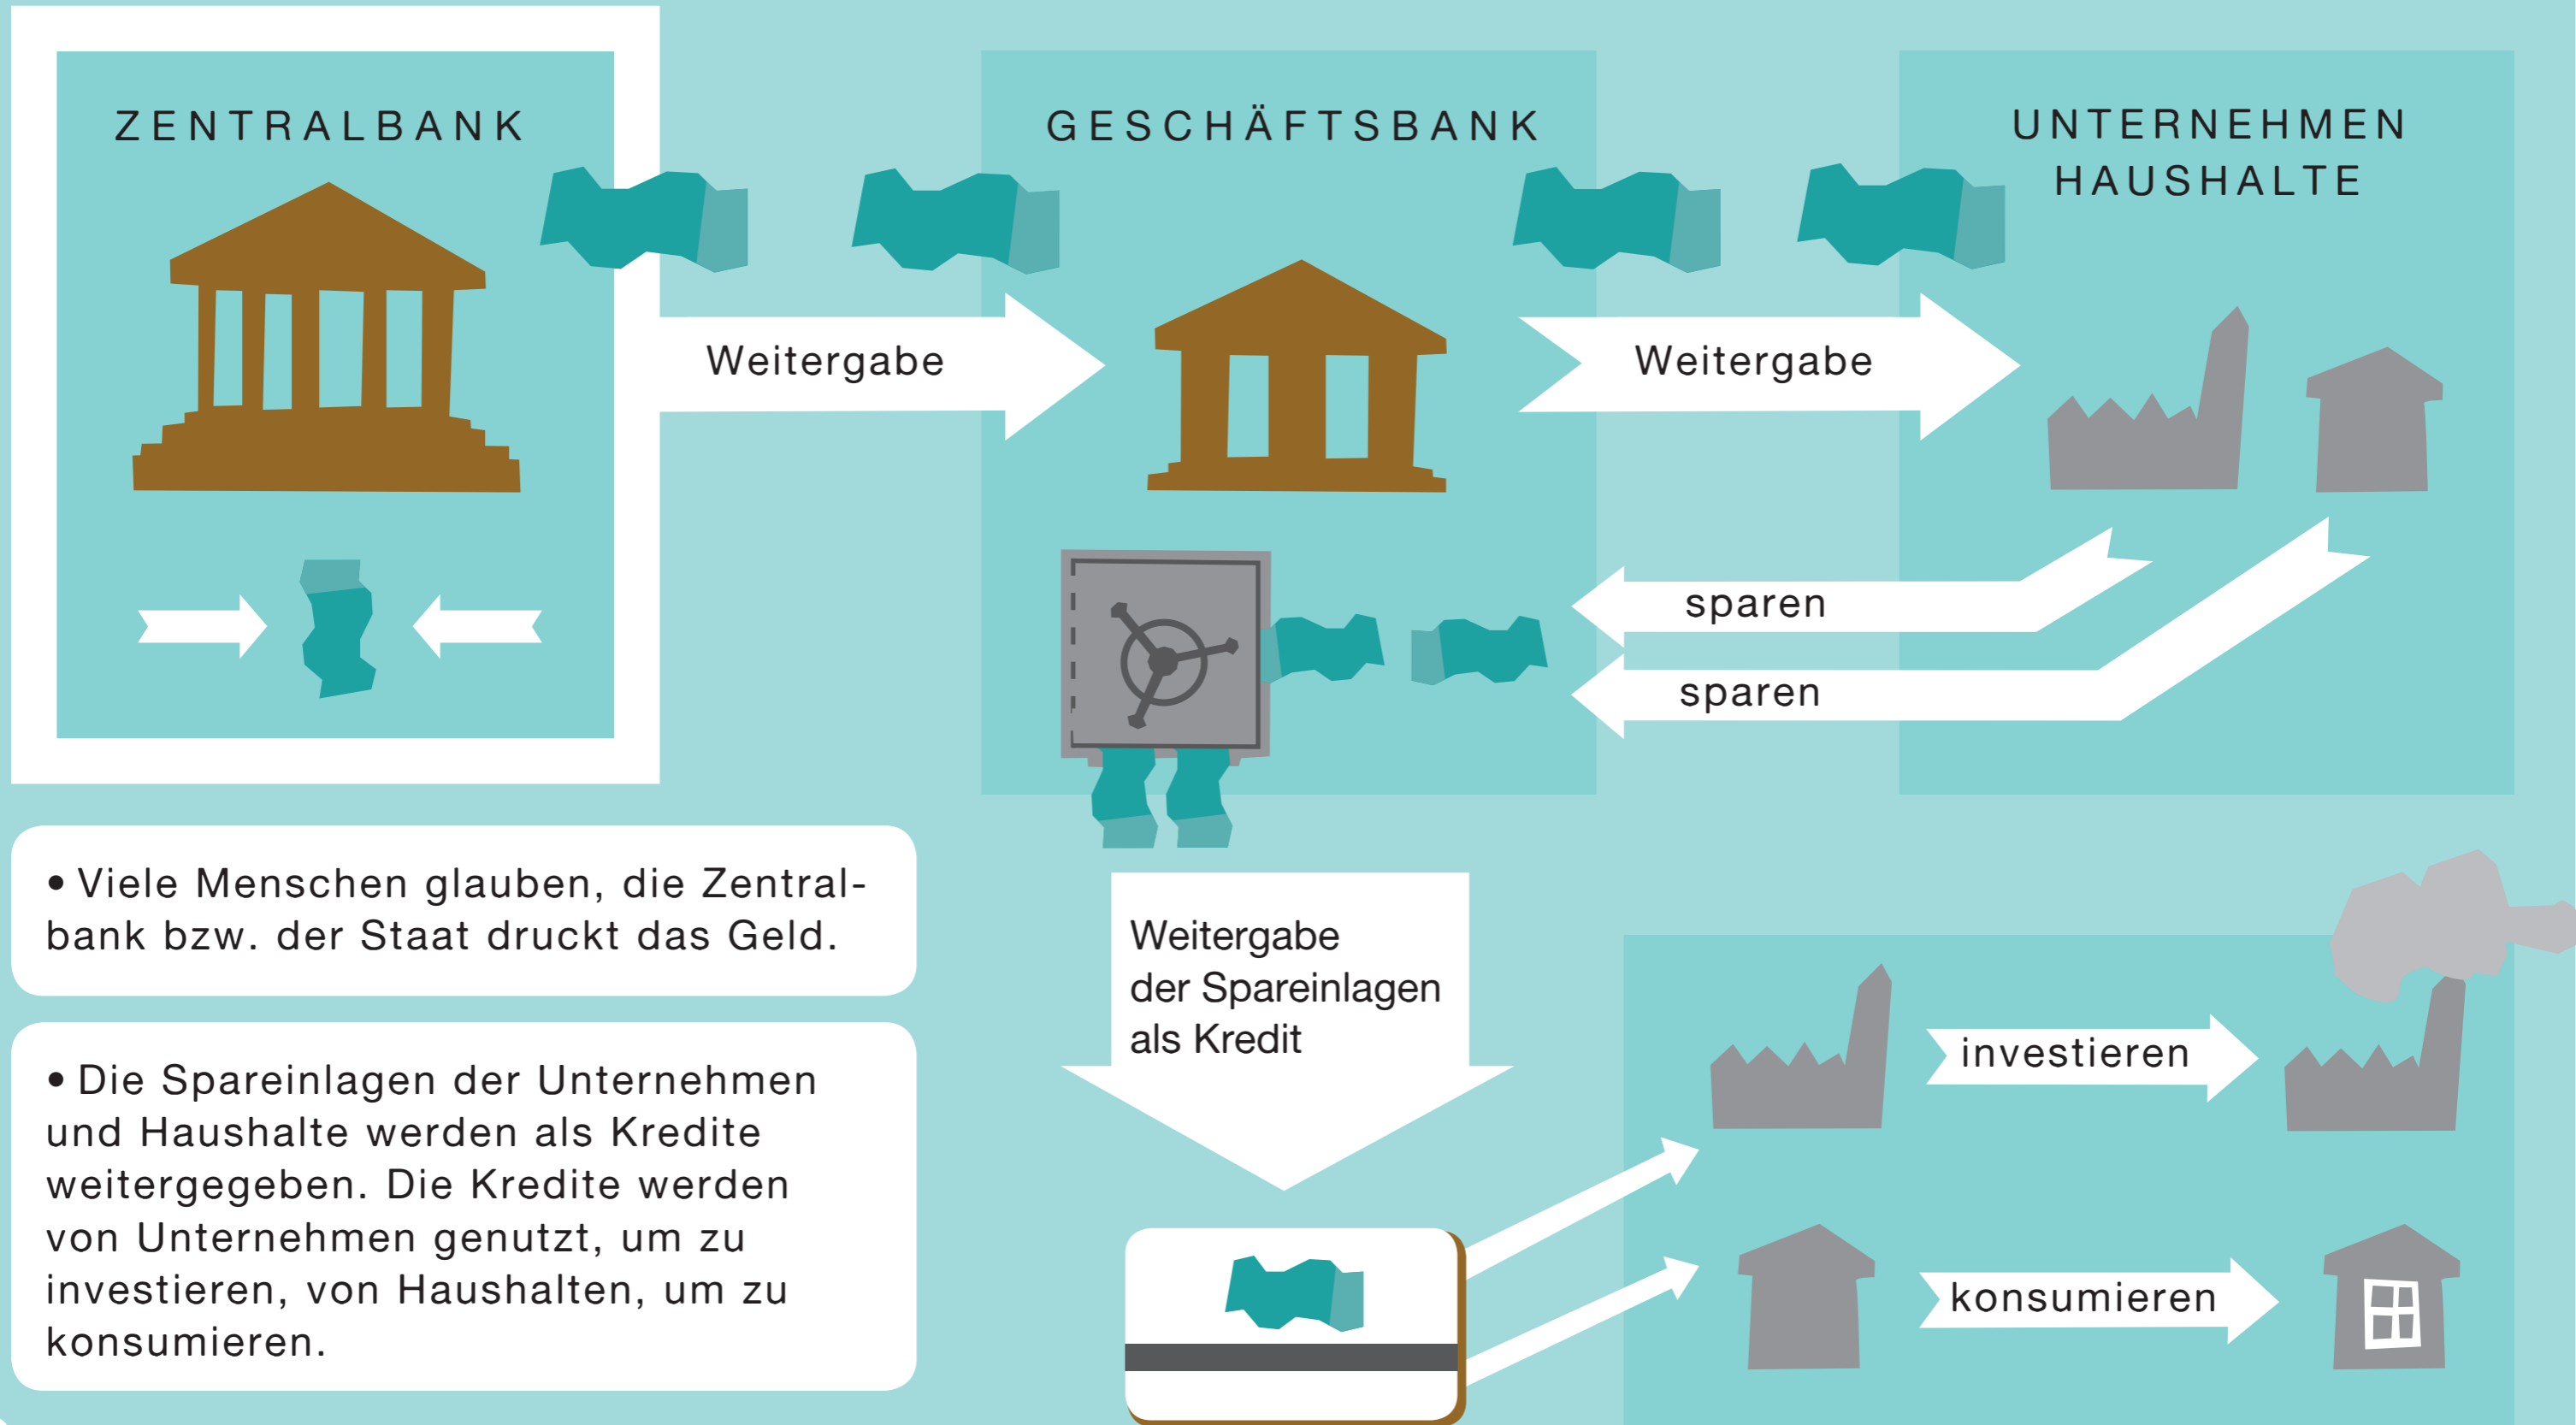 ZENTRALBANK
GESCHÄFTSBANK
UNTERNEHMEN
HAUSHALTE
Weitergabe
Weitergabe
sparen
sparen
• Viele Menschen glauben, die Zentral-
bank bzw. der Staat druckt das Geld.
• Die Spareinlagen der Unternehmen
und Haushalte werden als Kredite
weitergegeben. Die Kredite werden
von Unternehmen genutzt, um zu
investieren, von Haushalten, um zu
konsumieren.
Weitergabe
der Spareinlagen
als Kredit
investieren
konsumieren